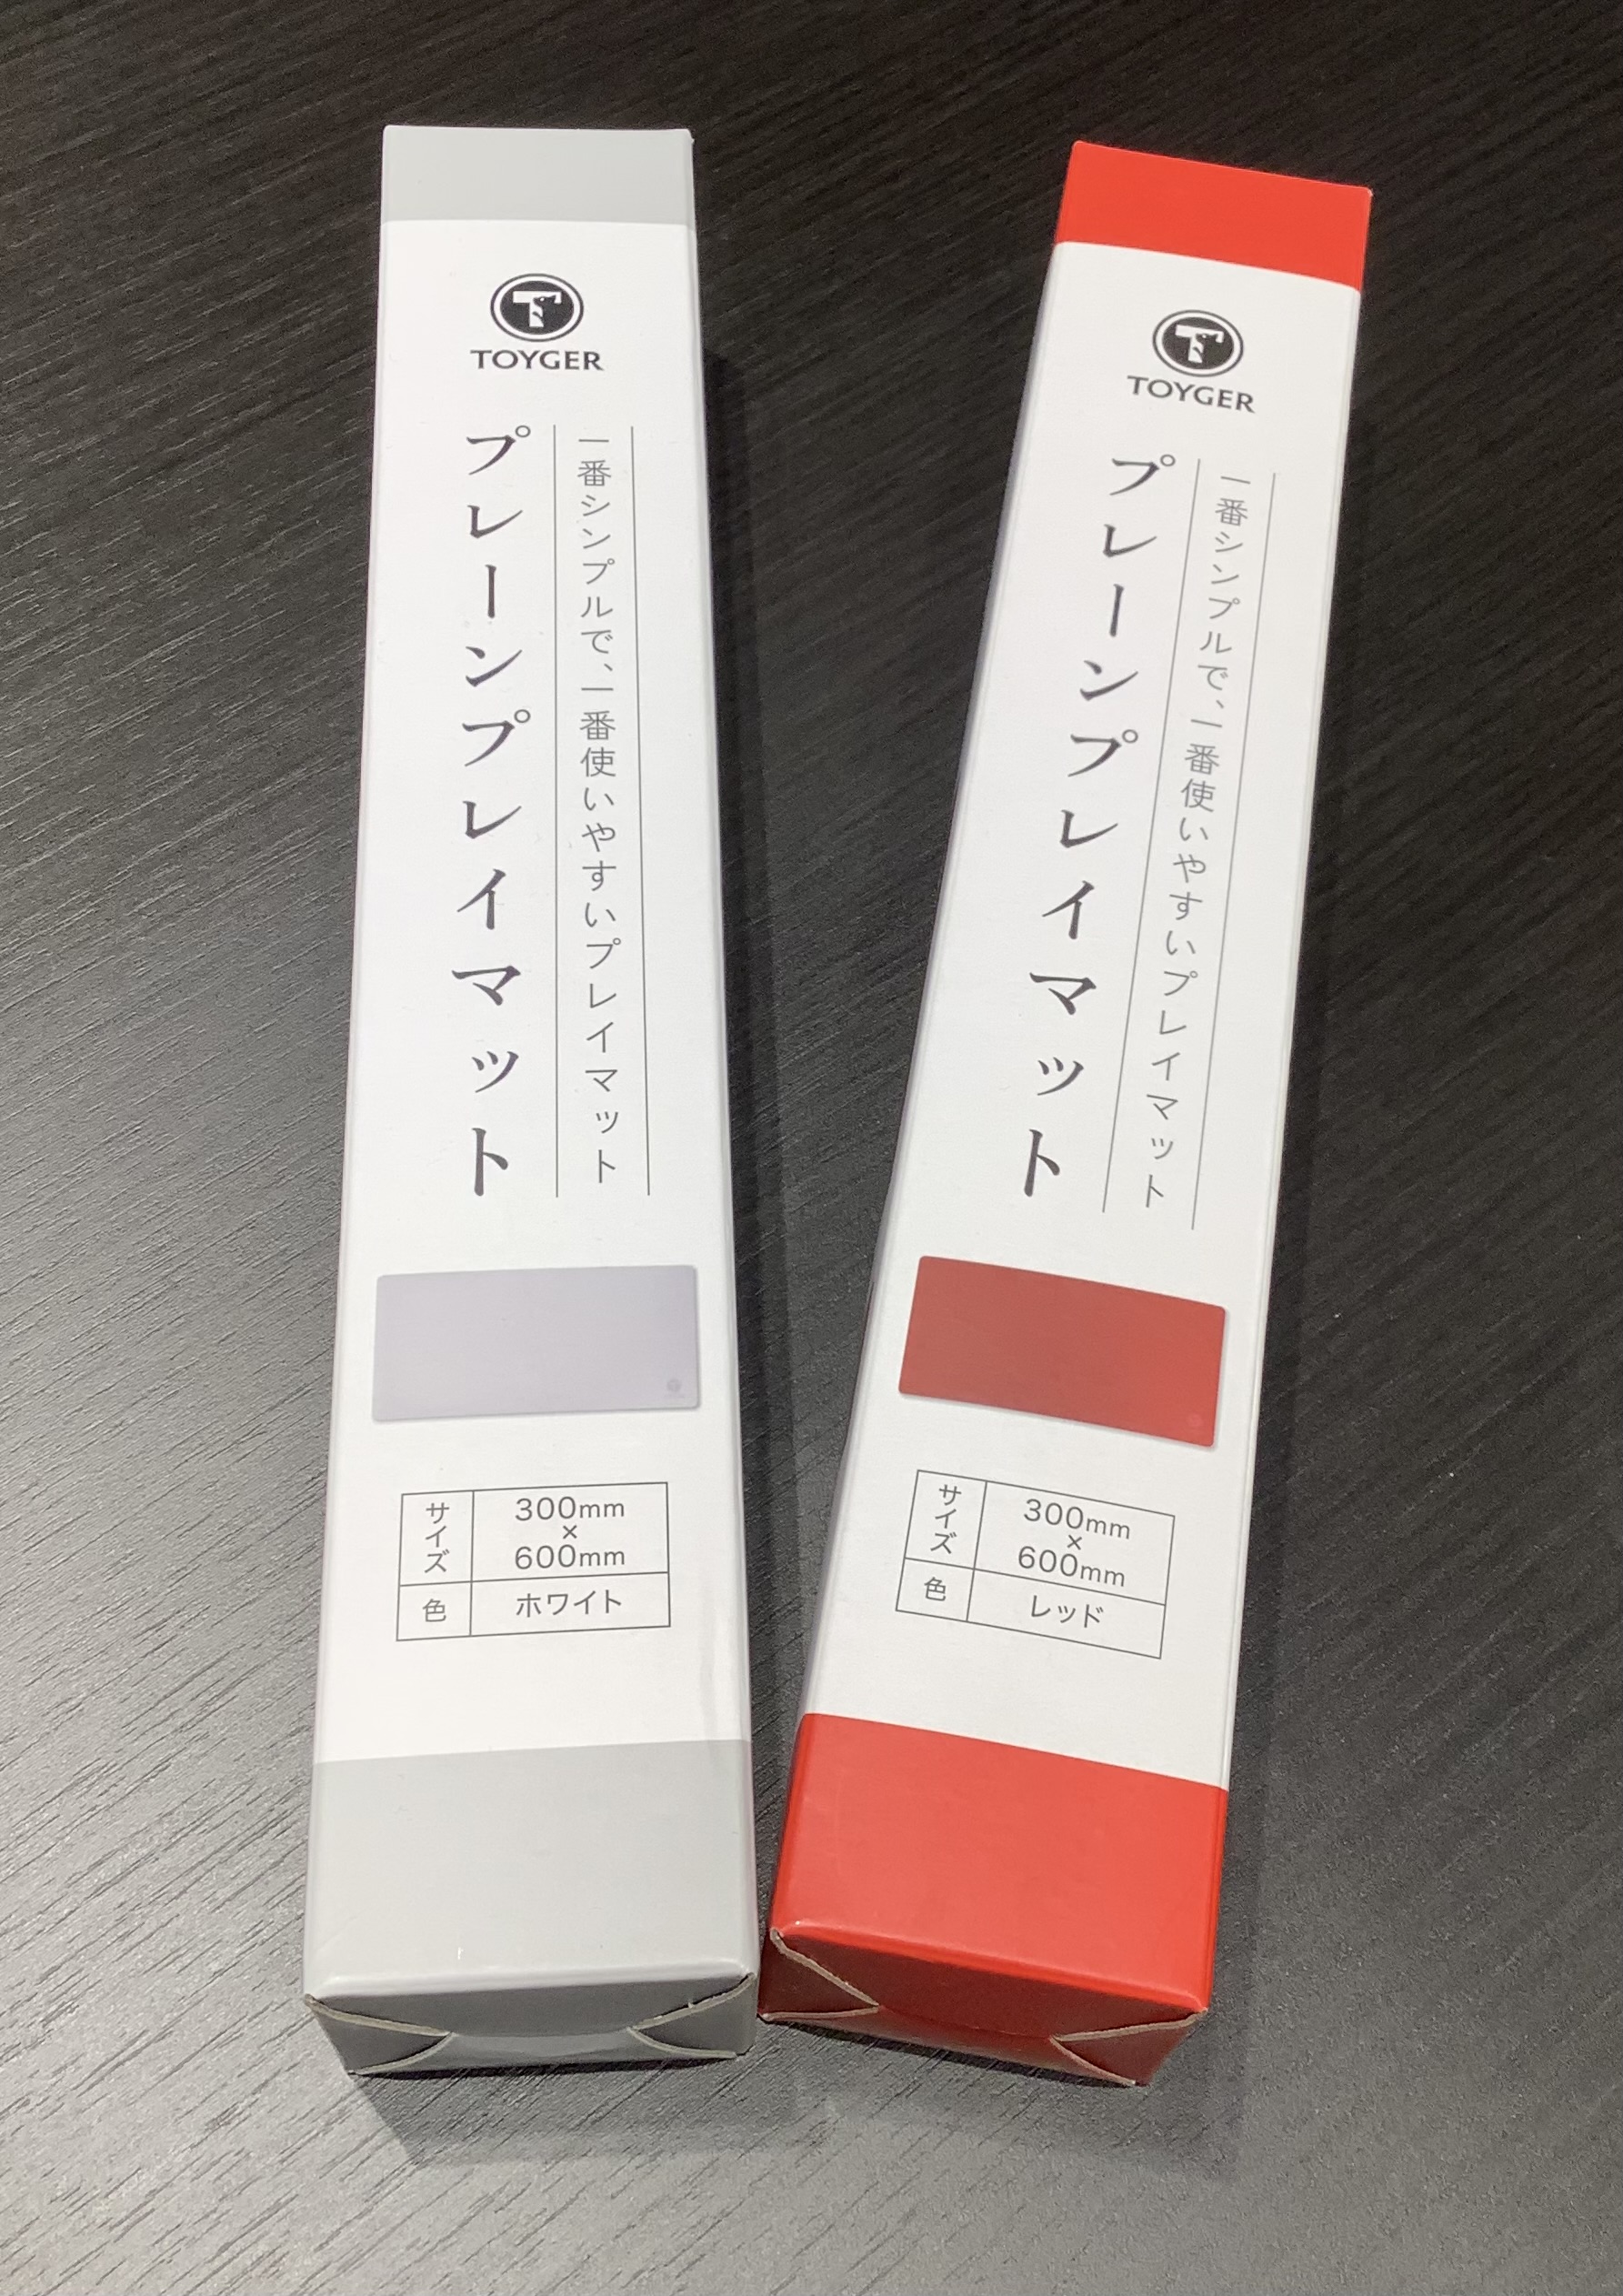 TOYGER
一番シンプルで、一番使いやすいプレイマット
プレーンプレイマット
サイズ
300mm
×
600mm
色
ホワイト
TOYGER
一番シンプルで、一番使いやすいプレイマット
プレーンプレイマット
サイズ
300mm
×
600mm
色
レッド